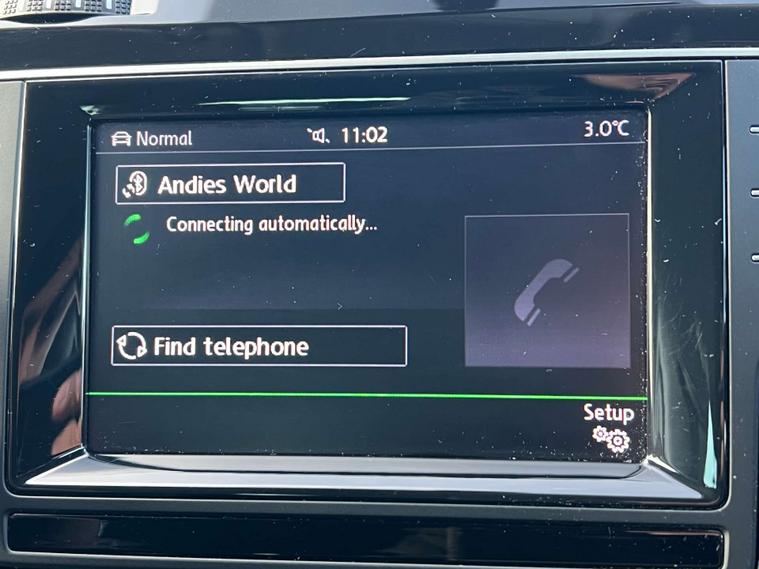 Normal 11:02 3.0°C
Andies World
Connecting automatically...
Find telephone
Setup